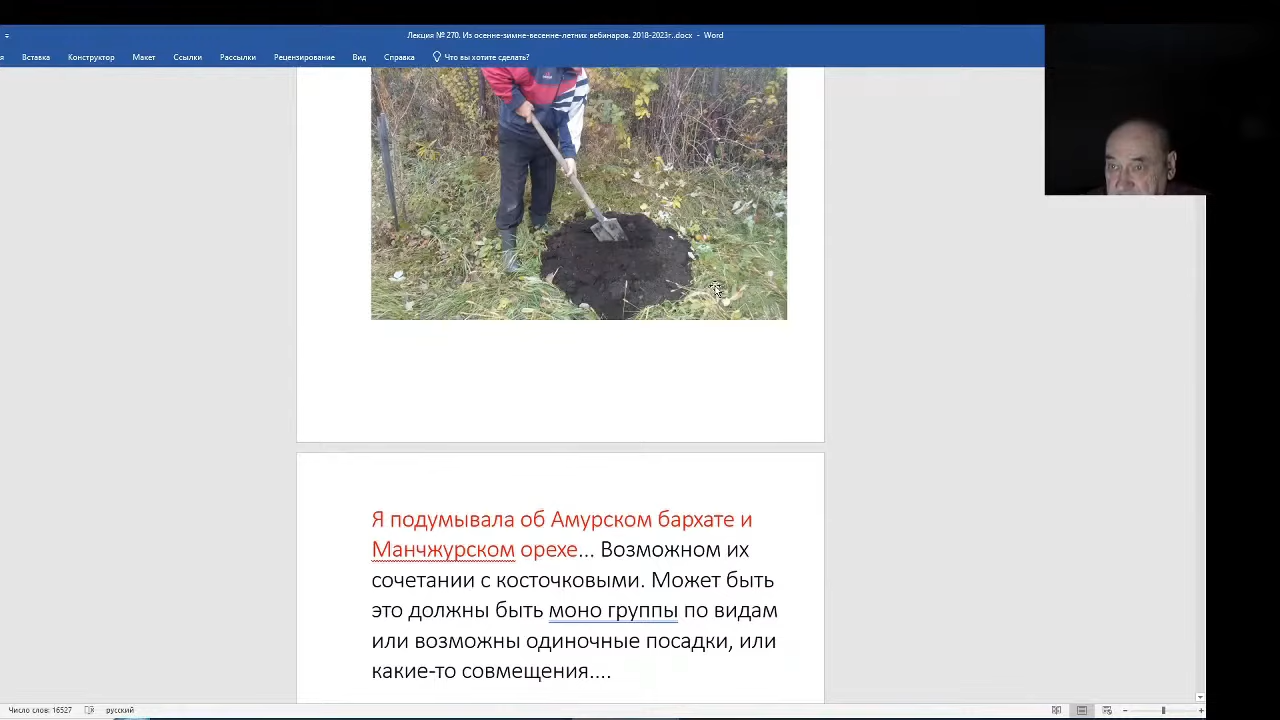 Лекция № 270. Из осенне-зимне-весенне-летних вебинаров. 2018-2023г..docx - Word
я Вставка Конструктор Макет Ссылки Рассылки Рецензирование Вид Справка Что вы хотите сделать?
Я подумывала об Амурском бархате и
Манчжурском орехе... Возможном их
сочетании с косточковыми. Может быть
это должны быть моно группы по видам
или возможны одиночные посадки, или
какие-то совмещения....
Число слов: 16527 русский